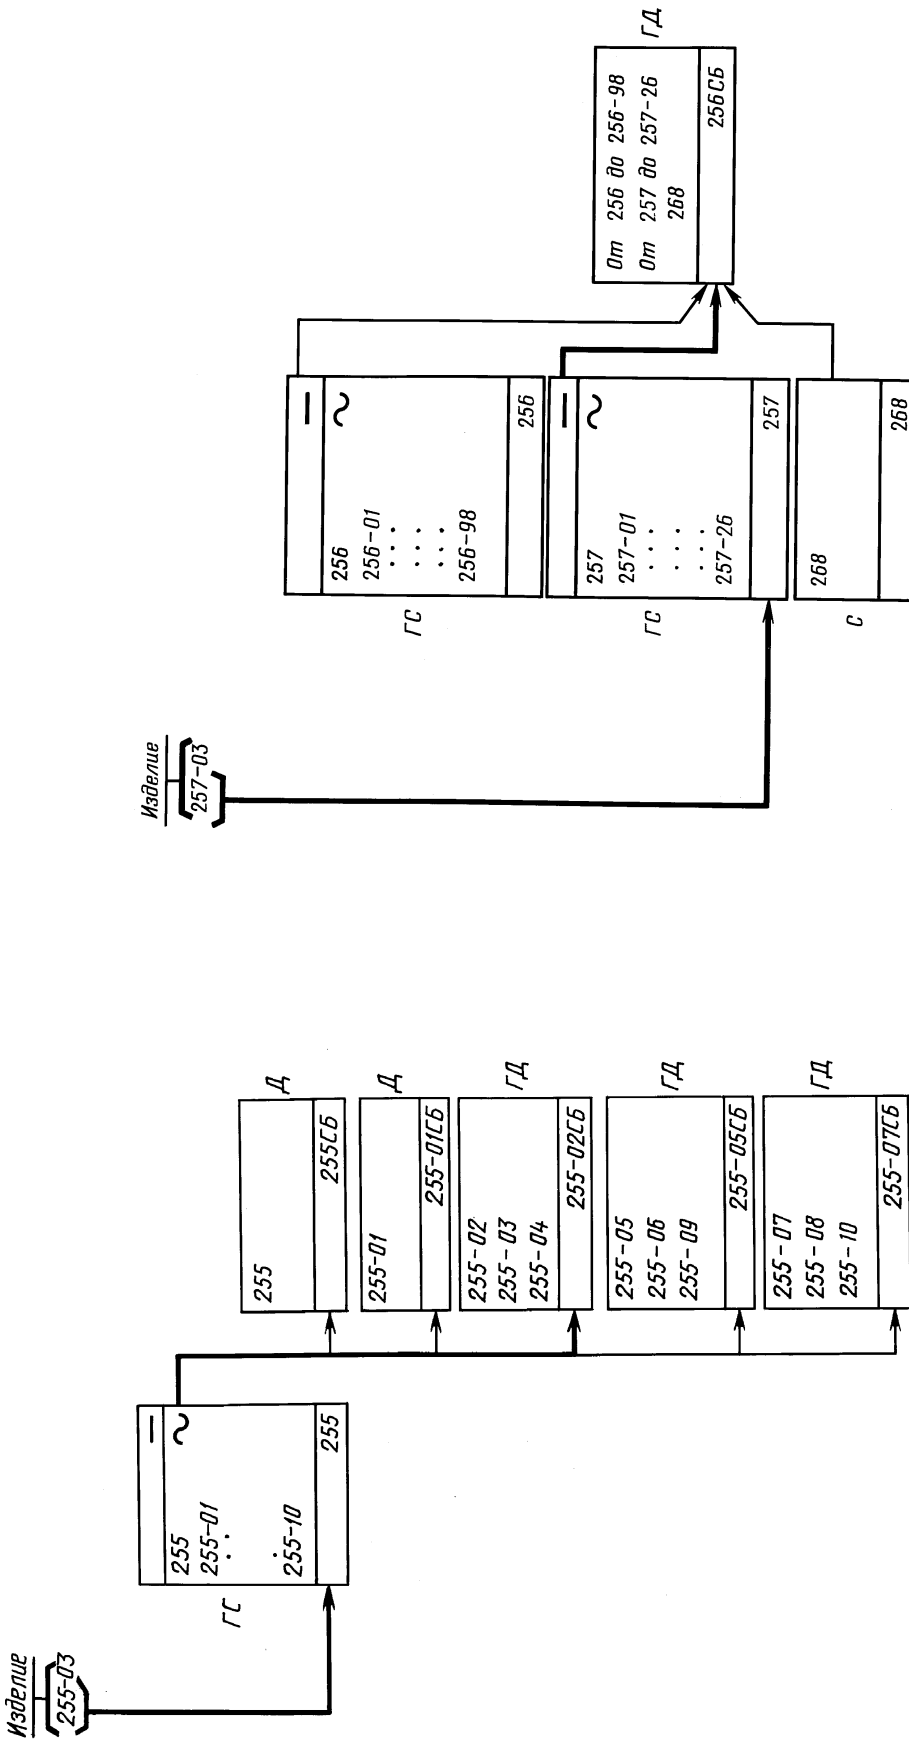 Изделие
255-03
ГС
255
255-01
255-10
255
Д
255
255СБ
Д
255-01
255-01СБ
ГД
255-02
255-03
255-04
255-02СБ
ГД
255-05
255-06
255-09
255-05СБ
ГД
255-07
255-08
255-10
255-07СБ
Изделие
257-03
ГС
256
256-01
256-98
256
ГС
257
257-01
257-26
257
С
268
268
ГД
От 256 до 256-98
От 257 до 257-26
268
256СБ